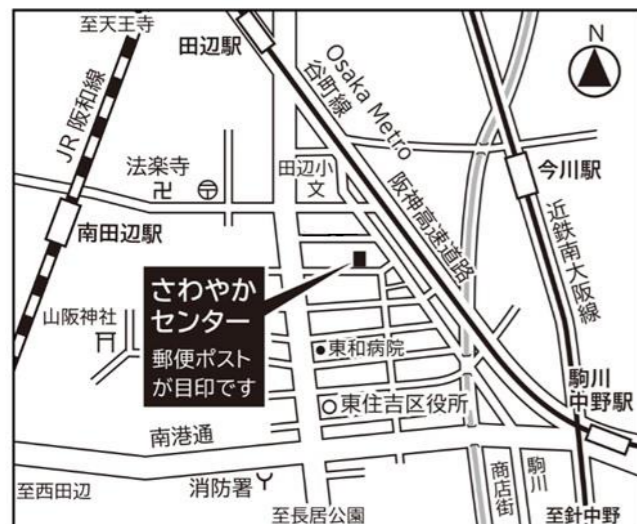 至天王寺
田辺駅
N
JR 阪和線
Osaka Metro
谷町線
法楽寺
田辺小
文
今川駅
阪神高速道路
近鉄南大阪線
南田辺駅
さわやか
センター
郵便ポスト
が目印です
山阪神社
東和病院
駒川
中野駅
東住吉区役所
南港通
至西田辺
消防署
商店街
駒川
至長居公園
至針中野